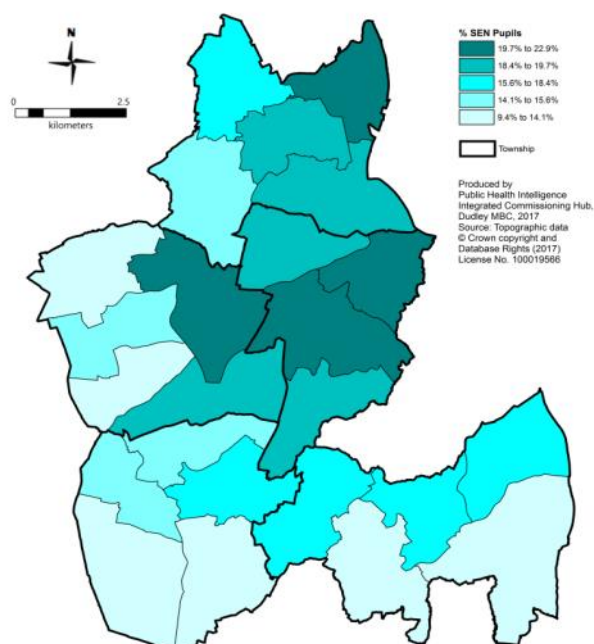 N
0 2.5
kilometers
% SEN Pupils
19.7% to 22.9%
18.4% to 19.7%
15.6% to 18.4%
14.1% to 15.6%
9.4% to 14.1%
Township
Produced by
Public Health Intelligence
Integrated Commissioning Hub,
Dudley MBC, 2017
Source: Topographic data
© Crown copyright and
Database Rights (2017)
License No. 100019566